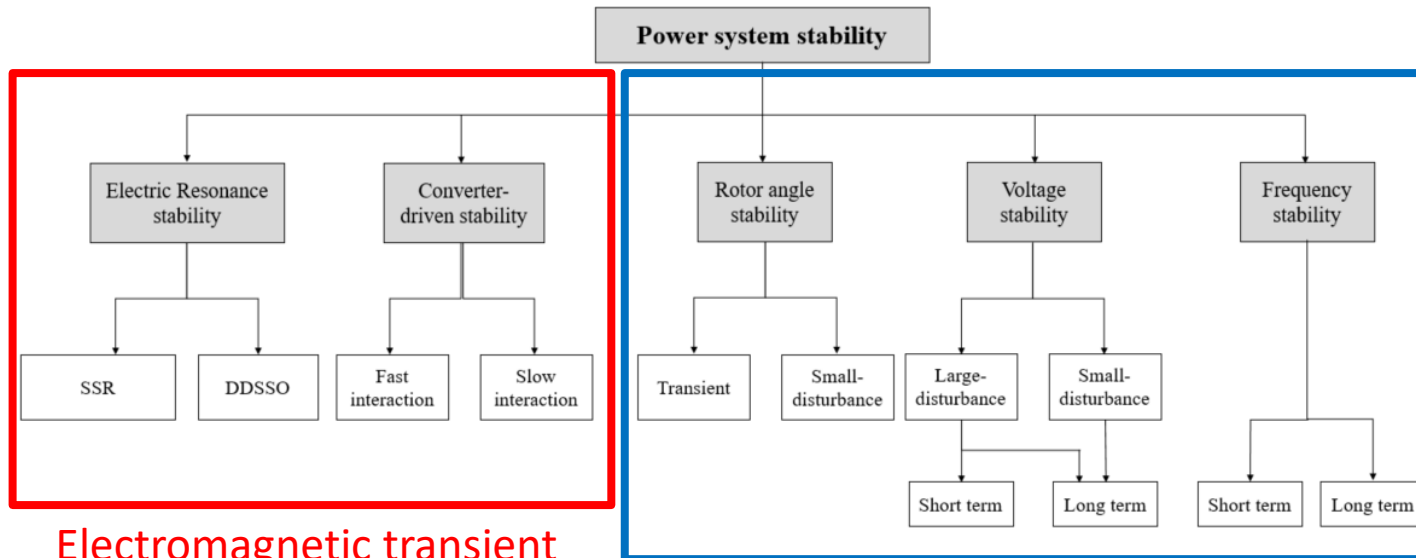 Power system stability
Electric Resonance
stability
Converter-
driven stability
Rotor angle
stability
Voltage
stability
Frequency
stability
SSR
DDSSO
Fast
interaction
Slow
interaction
Transient
Small-
disturbance
Large-
disturbance
Small-
disturbance
Short term
Long term
Short term
Long term
Electromagnetic transient